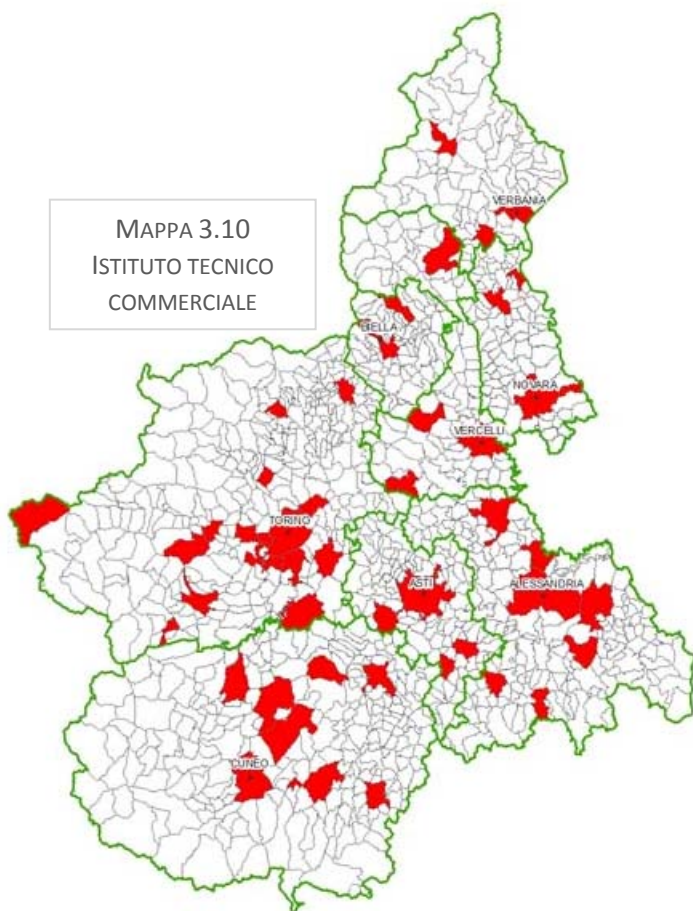 MAPPA 3.10
ISTITUTO TECNICO
COMMERCIALE
VERBANIA
BIELLA
NOVARA
VERCELLI
TORINO
ASTI
ALESSANDRIA
CUNEO